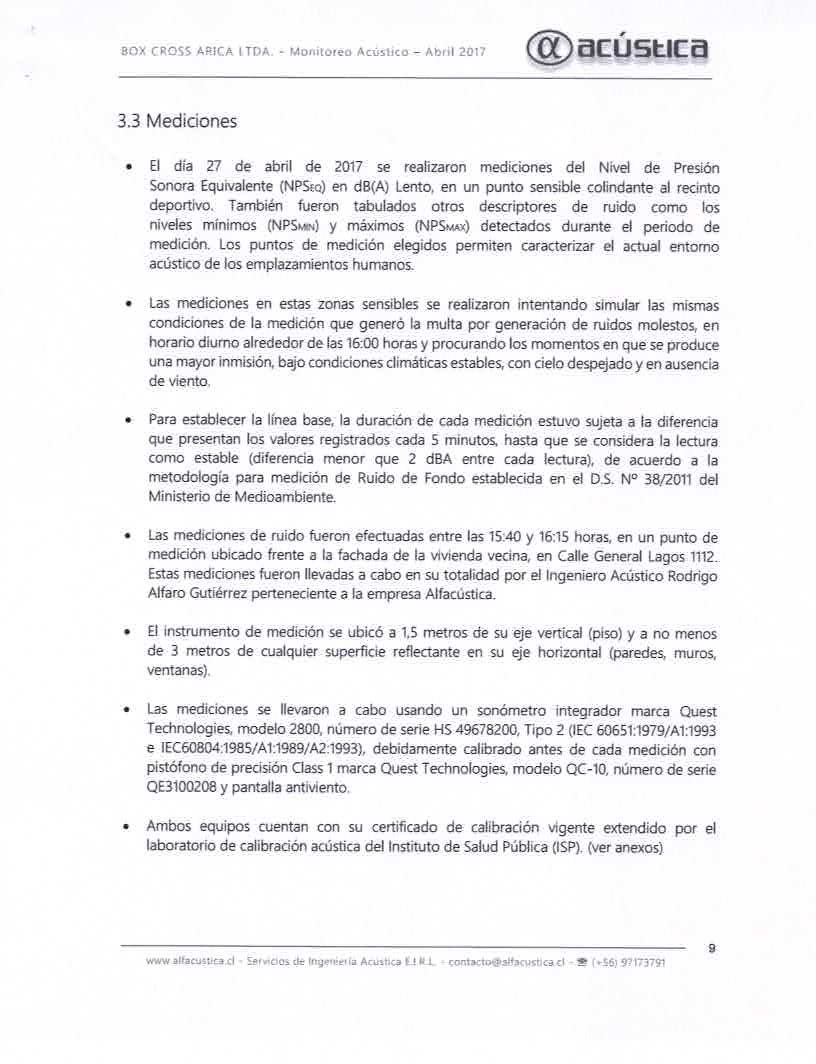 BOX CROSS ARICA LTDA. - Monitoreo Acústico – Abril 2017
@ acústica
3.3 Mediciones
• El día 27 de abril de 2017 se realizaron mediciones del Nivel de Presión
Sonora Equivalente (NPSEQ) en dB(A) Lento, en un punto sensible colindante al recinto
deportivo. También fueron tabulados otros descriptores de ruido como los
niveles mínimos (NPSMIN) y máximos (NPSMAX) detectados durante el periodo de
medición. Los puntos de medición elegidos permiten caracterizar el actual entorno
acústico de los emplazamientos humanos.
• Las mediciones en estas zonas sensibles se realizaron intentando simular las mismas
condiciones de la medición que generó la multa por generación de ruidos molestos, en
horario diurno alrededor de las 16:00 horas y procurando los momentos en que se produce
una mayor inmisión, bajo condiciones climáticas estables, con cielo despejado y en ausencia
de viento.
• Para establecer la línea base, la duración de cada medición estuvo sujeta a la diferencia
que presentan los valores registrados cada 5 minutos, hasta que se considera la lectura
como estable (diferencia menor que 2 dBA entre cada lectura), de acuerdo a la
metodología para medición de Ruido de Fondo establecida en el D.S. Nº 38/2011 del
Ministerio de Medioambiente.
• Las mediciones de ruido fueron efectuadas entre las 15:40 y 16:15 horas, en un punto de
medición ubicado frente a la fachada de la vivienda vecina, en Calle General Lagos 1112.
Estas mediciones fueron llevadas a cabo en su totalidad por el Ingeniero Acústico Rodrigo
Alfaro Gutiérrez perteneciente a la empresa Alfacústica.
• El instrumento de medición se ubicó a 1,5 metros de su eje vertical (piso) y a no menos
de 3 metros de cualquier superficie reflectante en su eje horizontal (paredes, muros,
ventanas).
• Las mediciones se llevaron a cabo usando un sonómetro integrador marca Quest
Technologies, modelo 2800, número de serie HS 49678200, Tipo 2 (IEC 60651:1979/A1:1993
e IEC60804:1985/A1:1989/A2:1993), debidamente calibrado antes de cada medición con
pistófono de precisión Class 1 marca Quest Technologies, modelo QC-10, número de serie
QE3100208 y pantalla antiviento.
• Ambos equipos cuentan con su certificado de calibración vigente extendido por el
laboratorio de calibración acústica del Instituto de Salud Pública (ISP). (ver anexos)
9
www.alfacustica.cl - Servicios de Ingeniería Acústica E.I.R.L. - contacto@alfacustica.cl - ☎ (+56) 97173791